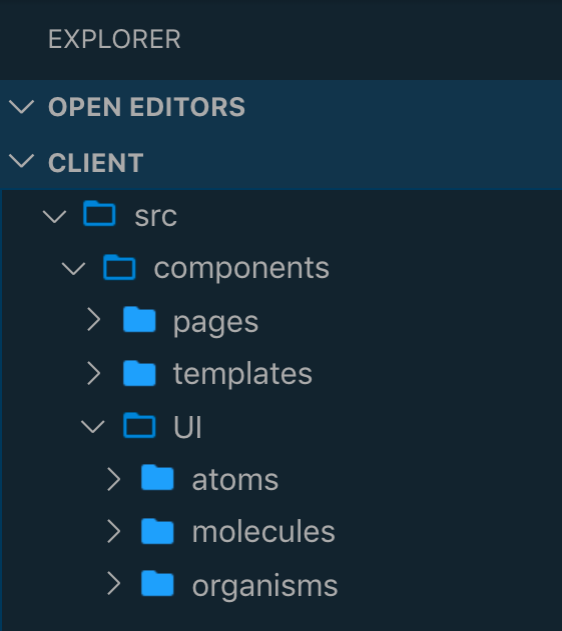 EXPLORER
OPEN EDITORS
CLIENT
src
components
pages
templates
UI
atoms
molecules
organisms